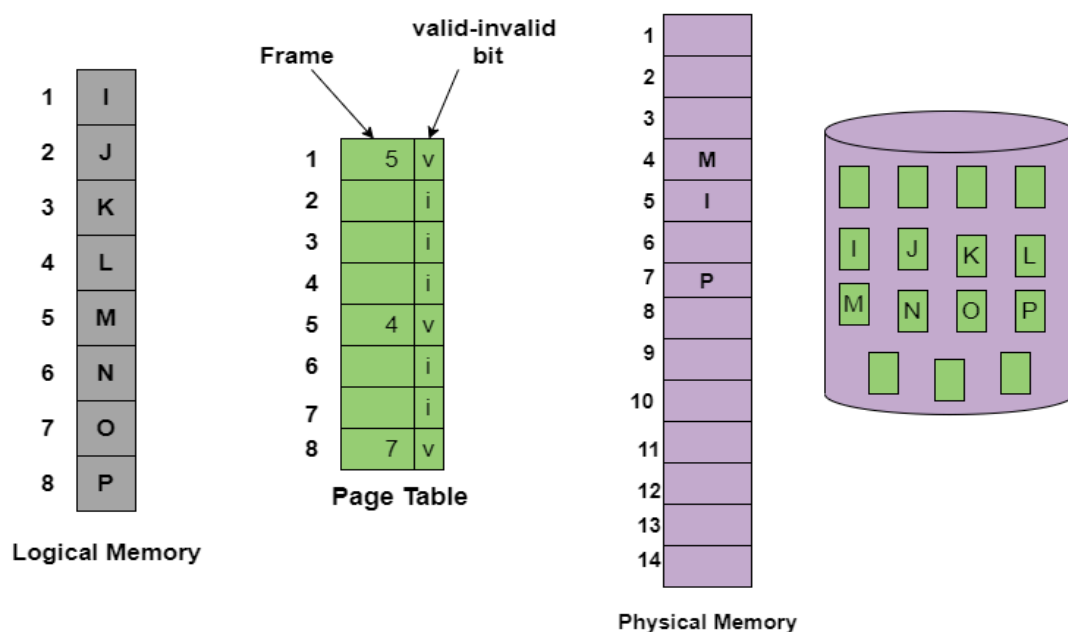 Frame
valid-invalid
bit
1 I
2 J
3 K
4 L
5 M
6 N
7 O
8 P
Logical Memory
1 5 v
2 i
3 i
4 i
5 4 v
6 i
7 i
8 7 v
Page Table
1
2
3
4 M
5 I
6
7 P
8
9
10
11
12
13
14
Physical Memory
I J K L
M N O P